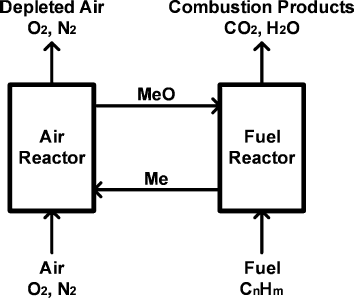 Depleted Air
O2, N2
Combustion Products
CO2, H2O
MeO
Air
Reactor
Fuel
Reactor
Me
Air
O2, N2
Fuel
CnHm